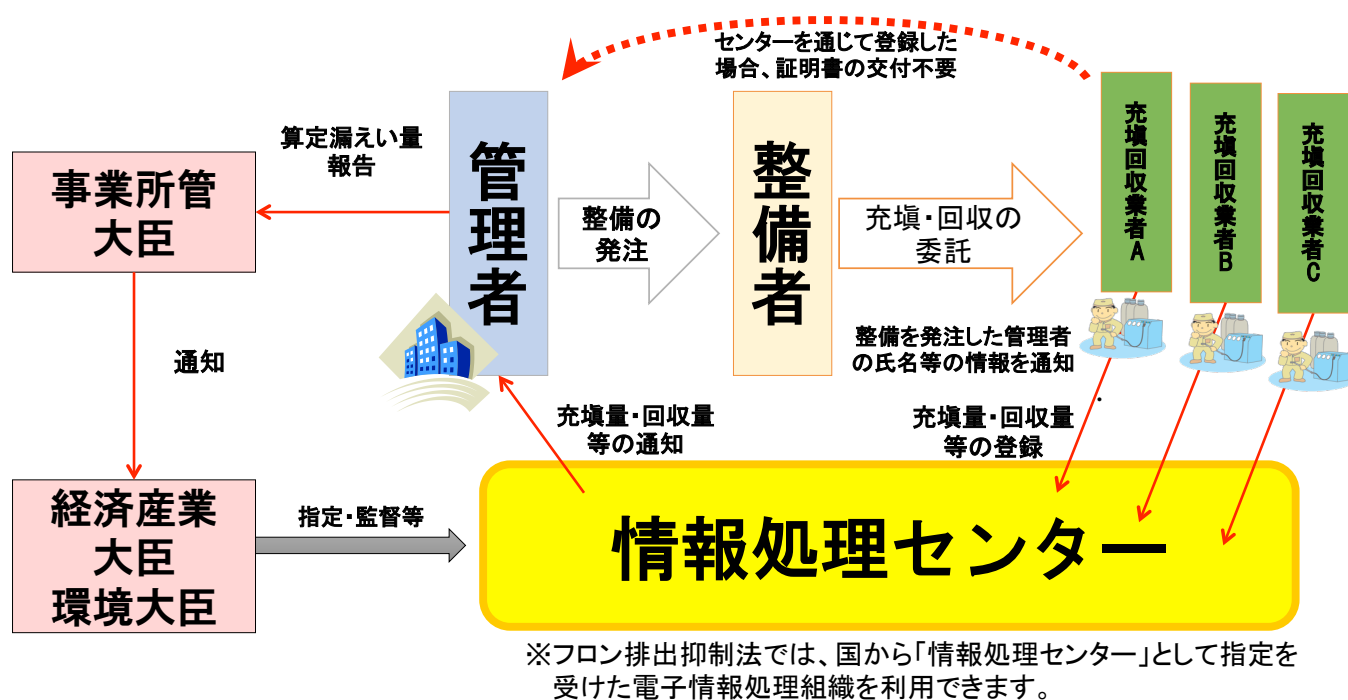 センターを通じて登録した
場合、証明書の交付不要
算定漏えい量
報告
事業所管
大臣
管理者
整備の
発注
整備者
充塡・回収の
委託
充塡回収業者A
充塡回収業者B
充塡回収業者C
整備を発注した管理者
の氏名等の情報を通知
通知
充塡量・回収量
等の通知
充塡量・回収量
等の登録
経済産業
大臣
環境大臣
指定・監督等
情報処理センター
※フロン排出抑制法では、国から「情報処理センター」として指定を
受けた電子情報処理組織を利用できます。